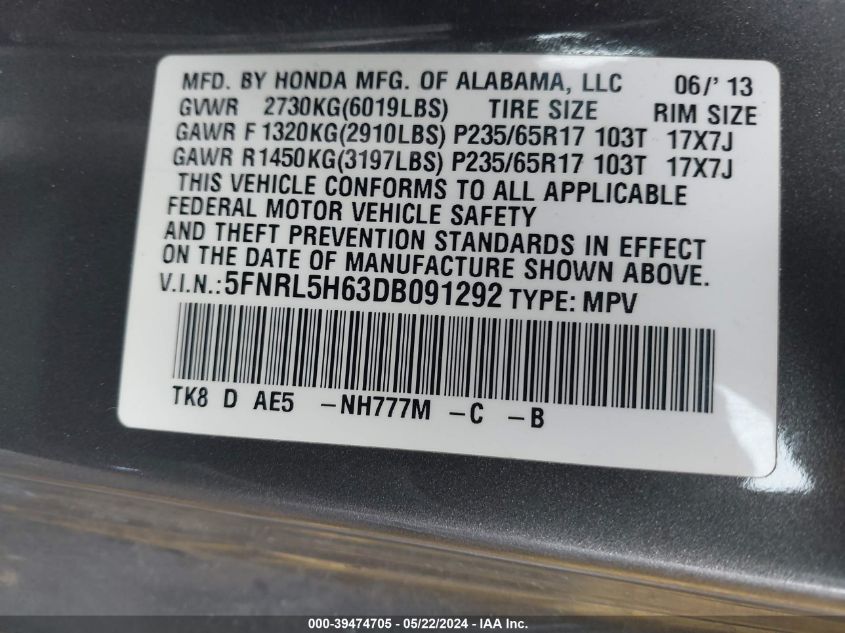 MFD. BY HONDA MFG. OF ALABAMA, LLC 06/' 13
GVWR 2730KG(6019LBS) TIRE SIZE RIM SIZE
GAWR F 1320KG(2910LBS) P235/65R17 103T 17X7J
GAWR R1450KG(3197LBS) P235/65R17 103T 17X7J
THIS VEHICLE CONFORMS TO ALL APPLICABLE
FEDERAL MOTOR VEHICLE SAFETY
AND THEFT PREVENTION STANDARDS IN EFFECT
ON THE DATE OF MANUFACTURE SHOWN ABOVE.
V.I.N.: 5FNRL5H63DB091292 TYPE: MPV
TK8 D AE5 -NH777M -C -B
000-39474705 - 05/22/2024 - IAA Inc.